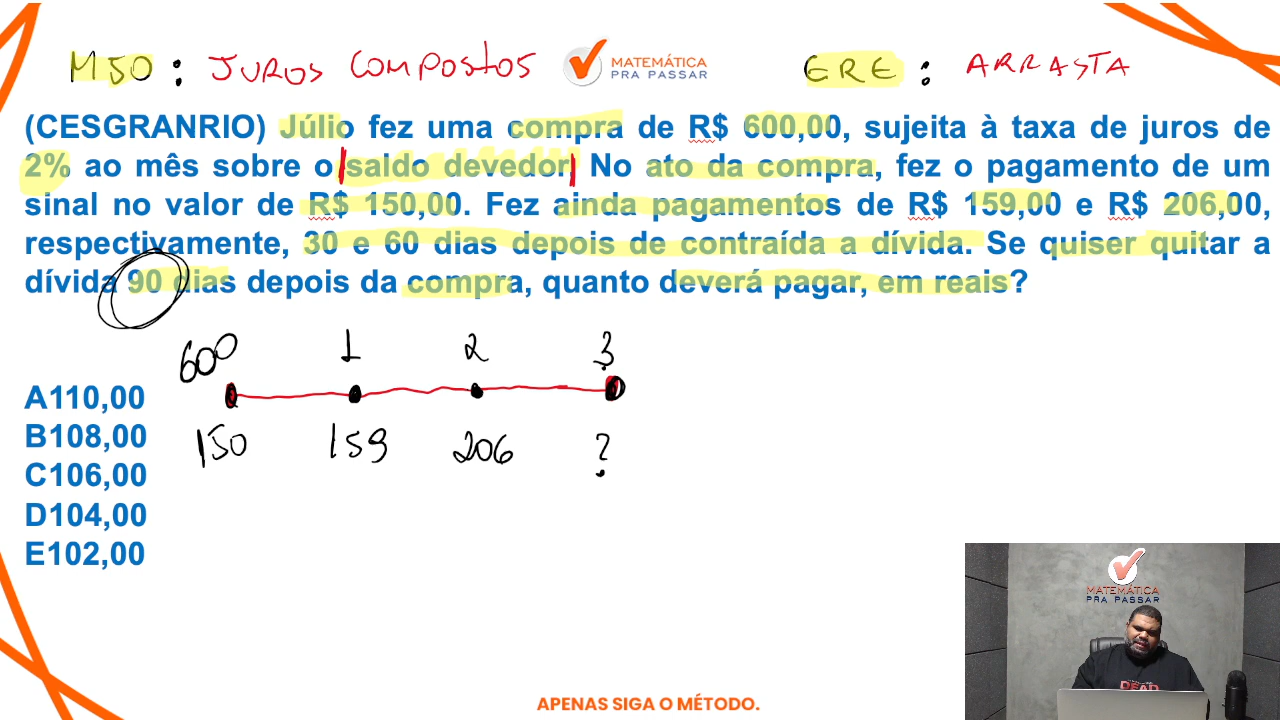 M50 : JUROS COMPOSTOS MATEMÁTICA PRA PASSAR ERE : ARRASTA
(CESGRANRIO) Júlio fez uma compra de R$ 600,00, sujeita à taxa de juros de
2% ao mês sobre o |saldo devedor.| No ato da compra, fez o pagamento de um
sinal no valor de R$ 150,00. Fez ainda pagamentos de R$ 159,00 e R$ 206,00,
respectivamente, 30 e 60 dias depois de contraída a dívida. Se quiser quitar a
dívida 90 dias depois da compra, quanto deverá pagar, em reais?
600 1 2 3
A110,00
B108,00
150 159 206 ?
C106,00
D104,00
E102,00
MATEMÁTICA
PRA PASSAR
DEAD
APENAS SIGA O MÉTODO.